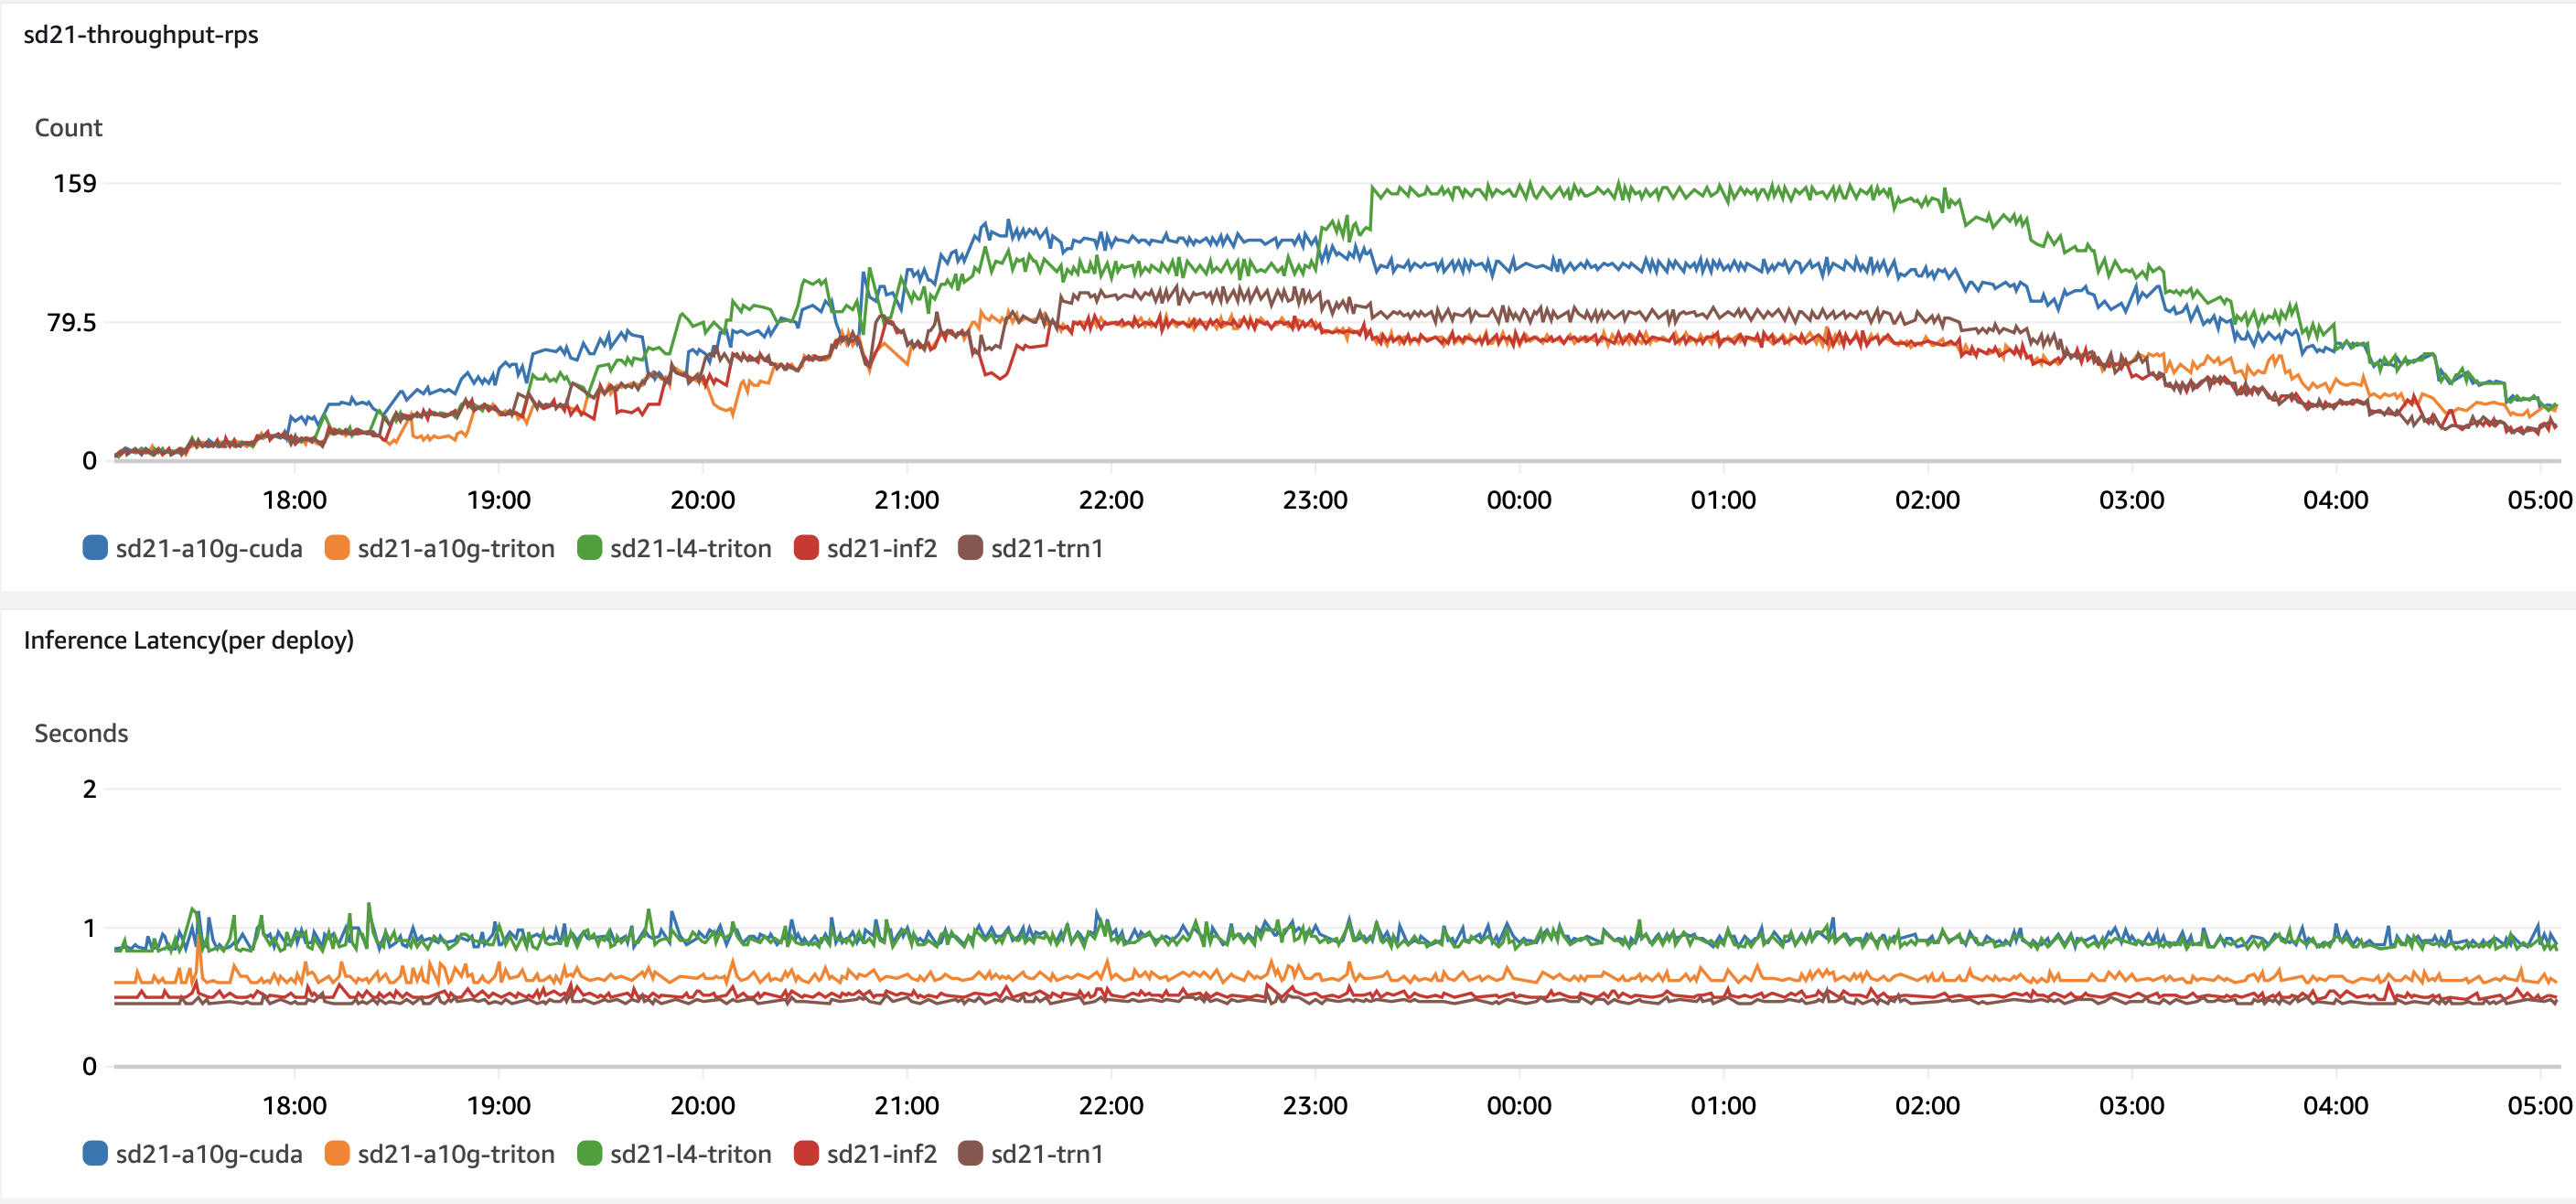 sd21-throughput-rps
Count
159
79.5
0
18:00 19:00 20:00 21:00 22:00 23:00 00:00 01:00 02:00 03:00 04:00 05:00
sd21-a10g-cuda sd21-a10g-triton sd21-l4-triton sd21-inf2 sd21-trn1
Inference Latency(per deploy)
Seconds
2
1
0
18:00 19:00 20:00 21:00 22:00 23:00 00:00 01:00 02:00 03:00 04:00 05:00
sd21-a10g-cuda sd21-a10g-triton sd21-l4-triton sd21-inf2 sd21-trn1